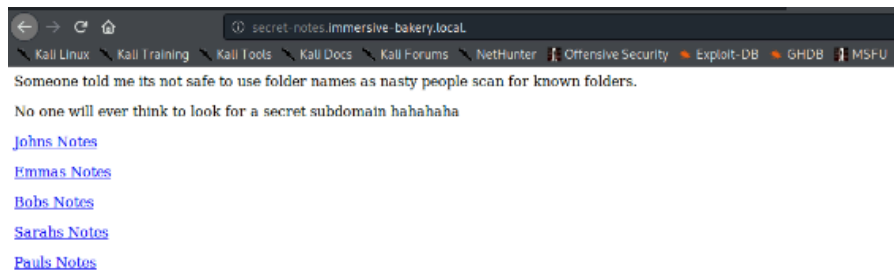 secret-notes.immersive-bakery.local
Kali Linux Kali Training Kali Tools Kali Docs Kali Forums NetHunter Offensive Security Exploit-DB GHDB MSFU
Someone told me its not safe to use folder names as nasty people scan for known folders.
No one will ever think to look for a secret subdomain hahahaha
Johns Notes
Emmas Notes
Bobs Notes
Sarahs Notes
Pauls Notes